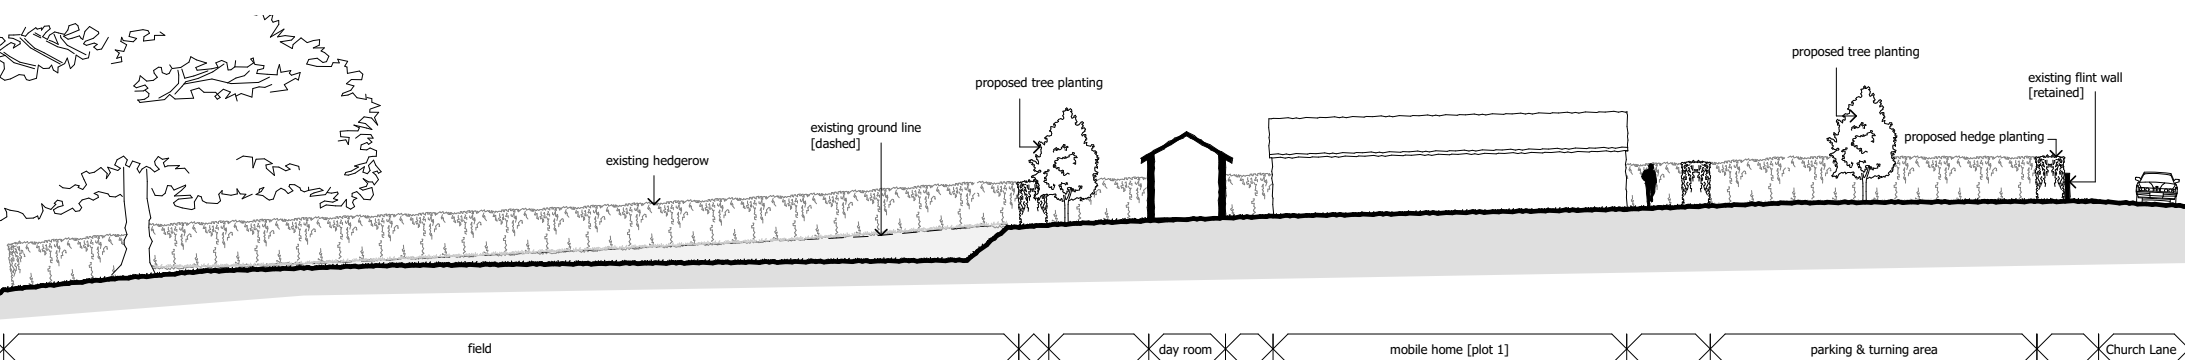 proposed tree planting
existing flint wall
[retained]
proposed tree planting
existing ground line
[dashed]
proposed hedge planting
existing hedgerow
field
day room
mobile home [plot 1]
parking & turning area
Church Lane